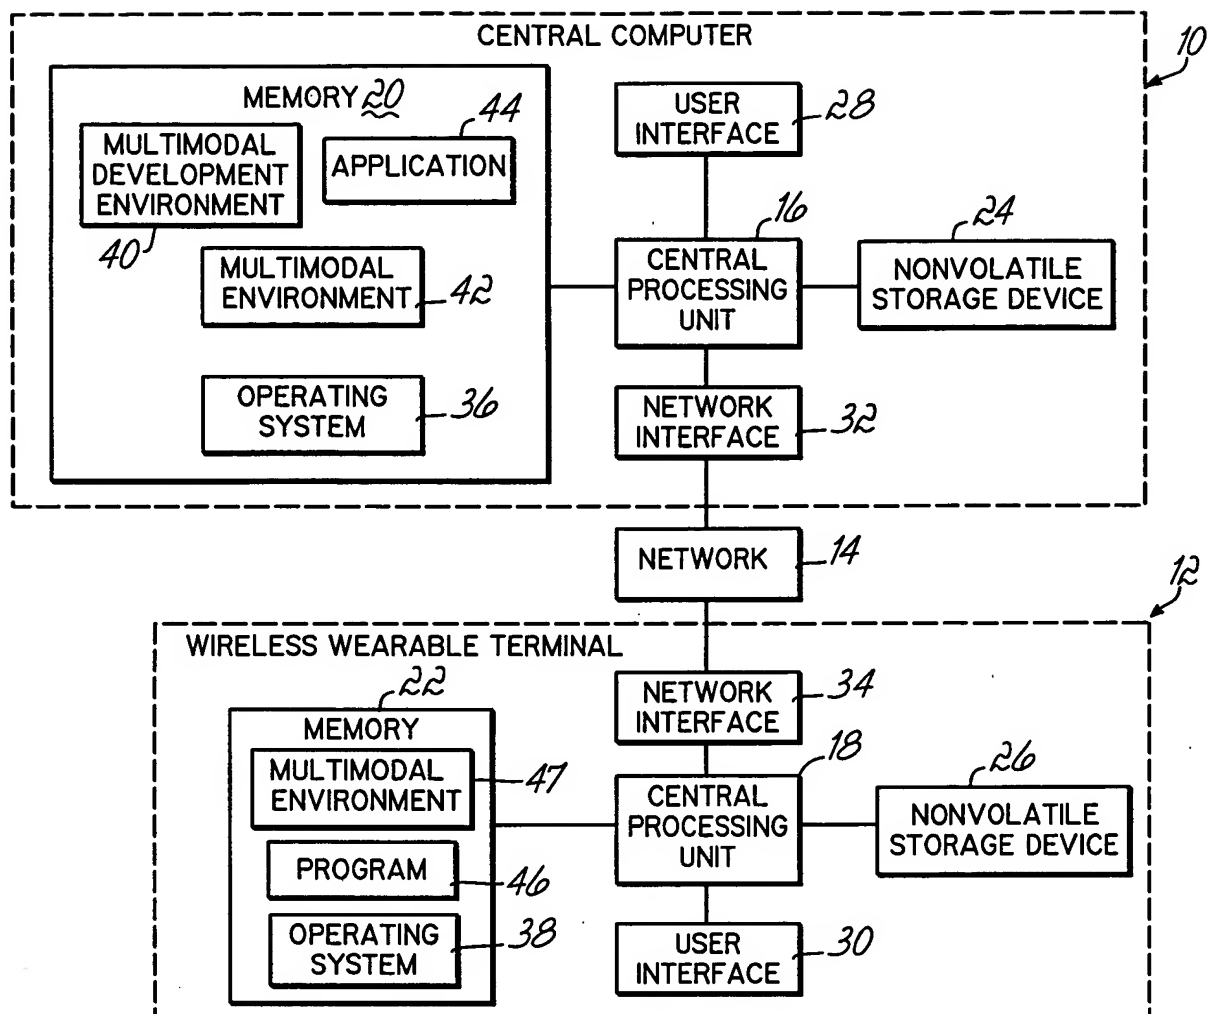 CENTRAL COMPUTER
10
MEMORY 20
44
MULTIMODAL
DEVELOPMENT
ENVIRONMENT
APPLICATION
40
MULTIMODAL
ENVIRONMENT
42
OPERATING
SYSTEM
36
USER
INTERFACE
28
16
CENTRAL
PROCESSING
UNIT
24
NONVOLATILE
STORAGE DEVICE
NETWORK
INTERFACE
32
NETWORK
14
12
WIRELESS WEARABLE TERMINAL
22
MEMORY
MULTIMODAL
ENVIRONMENT
47
PROGRAM
46
OPERATING
SYSTEM
38
NETWORK
INTERFACE
34
18
CENTRAL
PROCESSING
UNIT
26
NONVOLATILE
STORAGE DEVICE
USER
INTERFACE
30